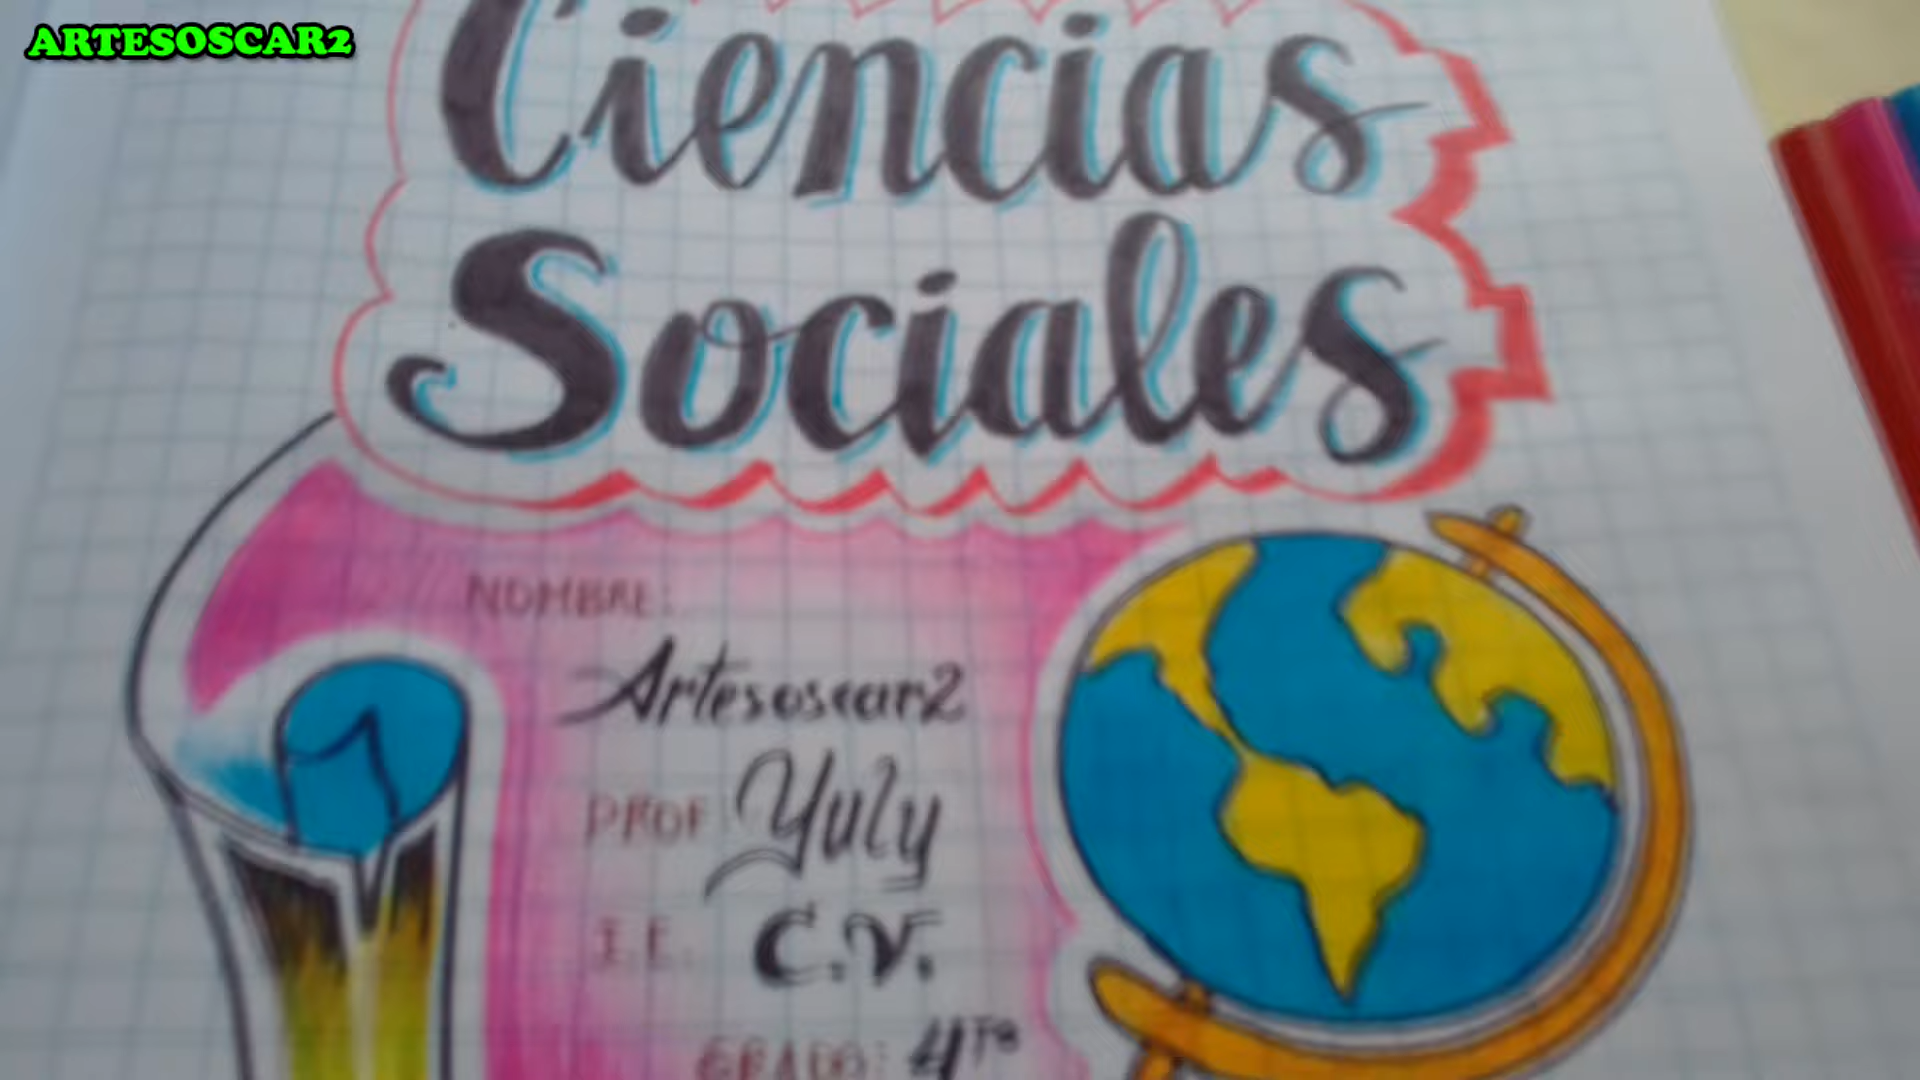 ARTESOSCAR2
Ciencias
Sociales
NOMBRE:
Artesoscar2
PROF Yuly
I.E. C.V.
GRADO: 4to